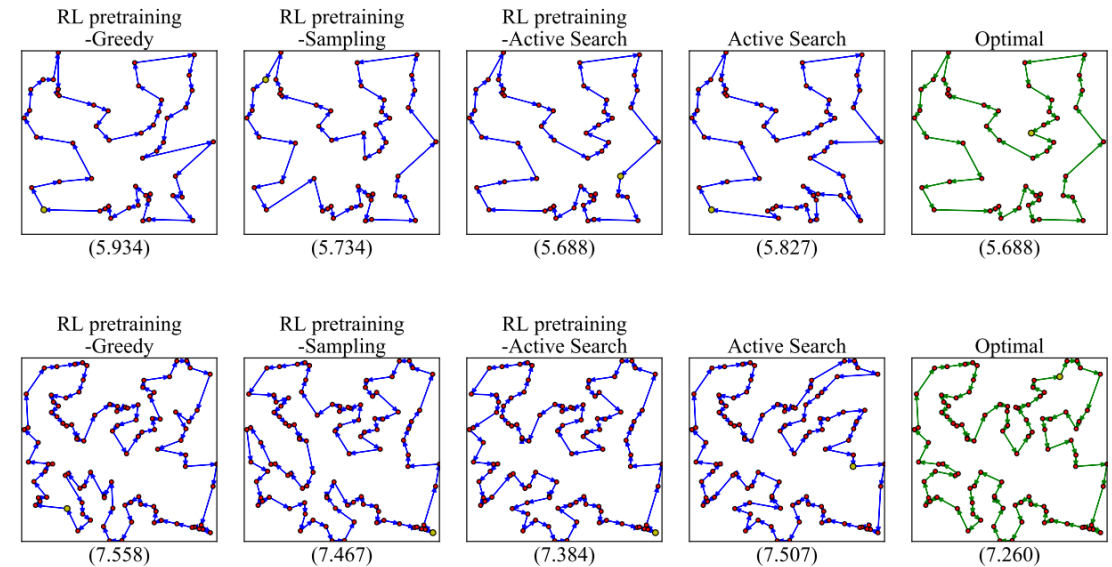 RL pretraining
-Greedy
RL pretraining
-Sampling
RL pretraining
-Active Search
Active Search
Optimal
(5.934)
(5.734)
(5.688)
(5.827)
(5.688)
RL pretraining
-Greedy
RL pretraining
-Sampling
RL pretraining
-Active Search
Active Search
Optimal
(7.558)
(7.467)
(7.384)
(7.507)
(7.260)